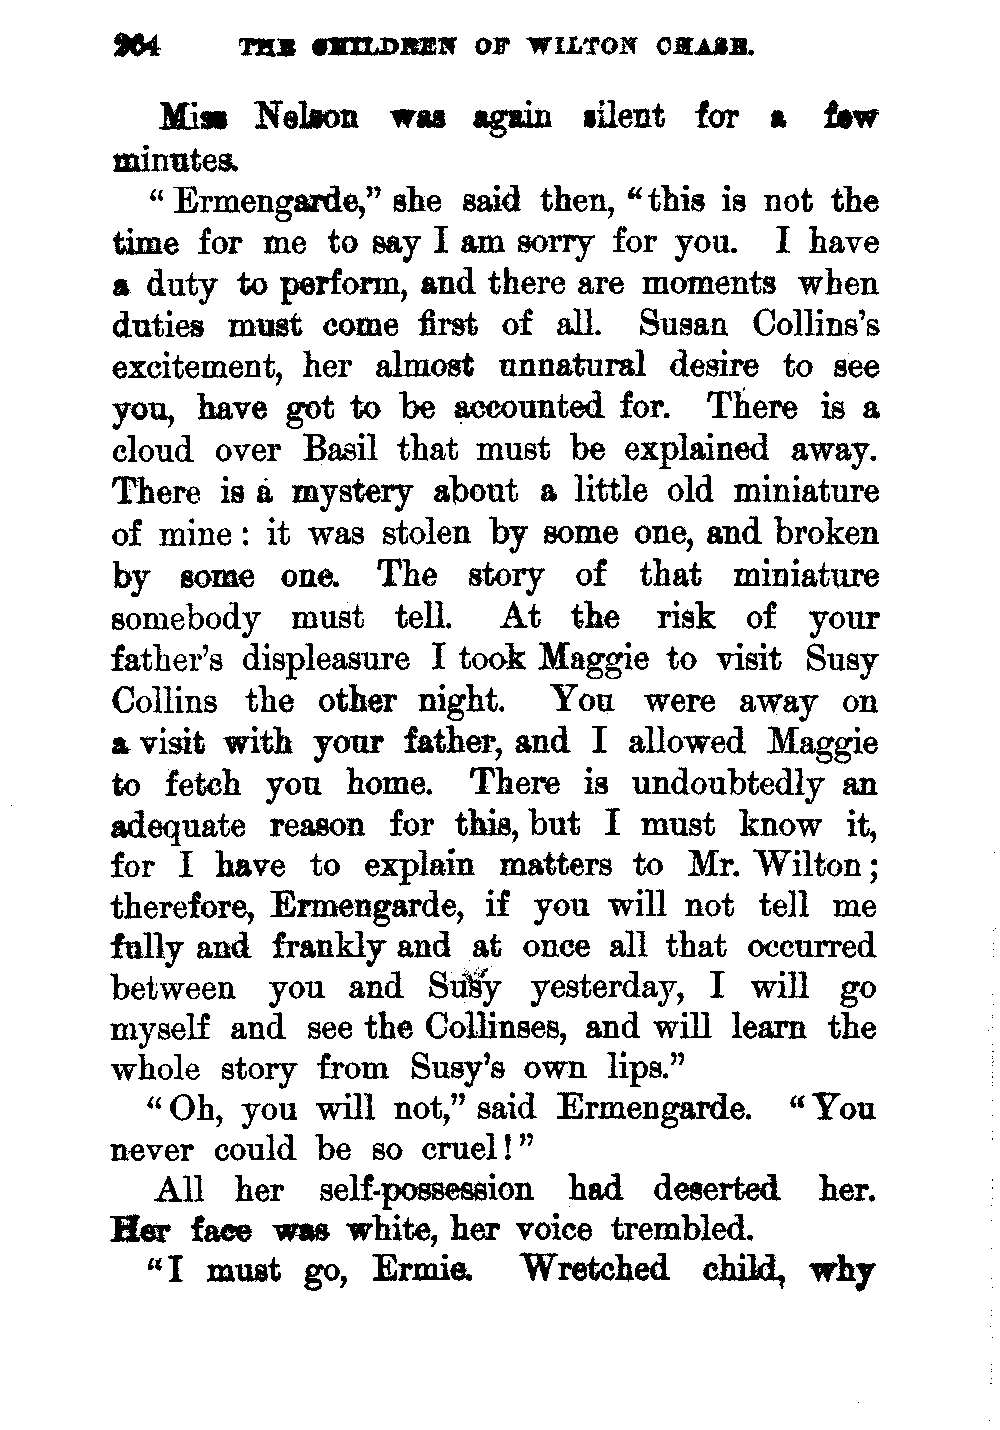 264 THE CHILDREN OF WILTON CHASE.
Miss Nelson was again silent for a few
minutes.
“Ermengarde,” she said then, “this is not the
time for me to say I am sorry for you. I have
a duty to perform, and there are moments when
duties must come first of all. Susan Collins’s
excitement, her almost unnatural desire to see
you, have got to be accounted for. There is a
cloud over Basil that must be explained away.
There is a mystery about a little old miniature
of mine: it was stolen by some one, and broken
by some one. The story of that miniature
somebody must tell. At the risk of your
father’s displeasure I took Maggie to visit Susy
Collins the other night. You were away on
a visit with your father, and I allowed Maggie
to fetch you home. There is undoubtedly an
adequate reason for this, but I must know it,
for I have to explain matters to Mr. Wilton;
therefore, Ermengarde, if you will not tell me
fully and frankly and at once all that occurred
between you and Susy yesterday, I will go
myself and see the Collinses, and will learn the
whole story from Susy’s own lips.”
“Oh, you will not,” said Ermengarde. “You
never could be so cruel!”
All her self-possession had deserted her.
Her face was white, her voice trembled.
“I must go, Ermie. Wretched child, why